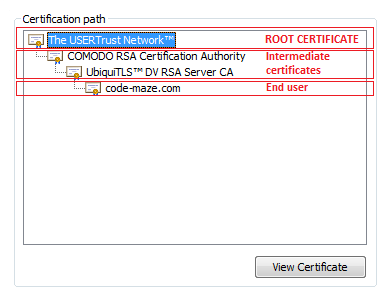 Certification path
The USERTrust Network™ ROOT CERTIFICATE
COMODO RSA Certification Authority Intermediate
UbiquiTLS™ DV RSA Server CA certificates
code-maze.com End user
View Certificate